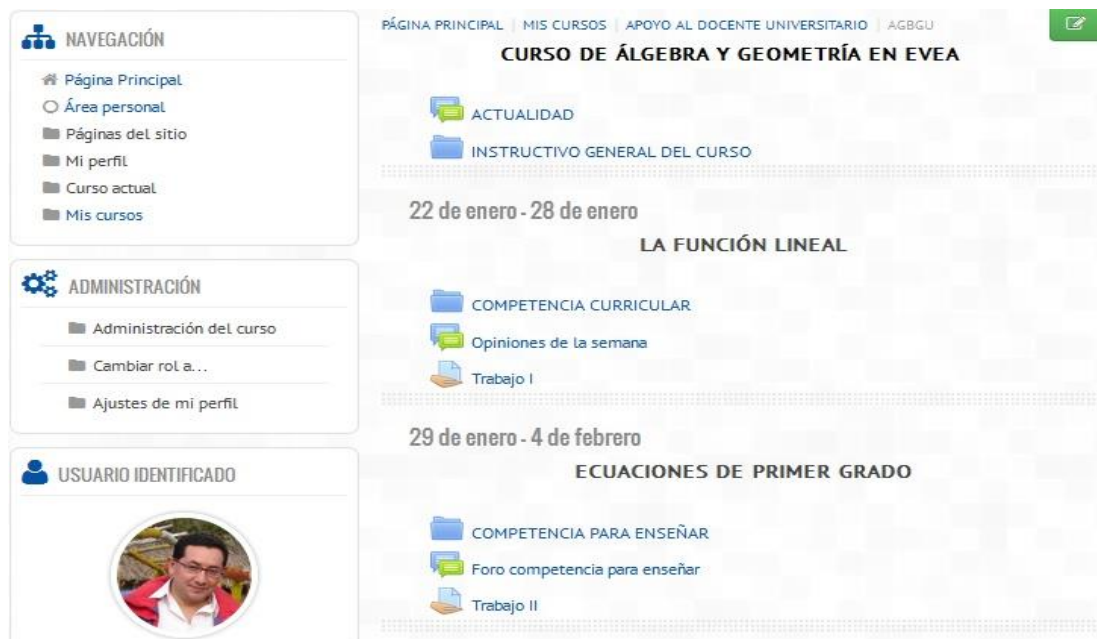 NAVEGACIÓN
Página Principal
Área personal
Páginas del sitio
Mi perfil
Curso actual
Mis cursos
ADMINISTRACIÓN
Administración del curso
Cambiar rol a...
Ajustes de mi perfil
USUARIO IDENTIFICADO
PÁGINA PRINCIPAL | MIS CURSOS | APOYO AL DOCENTE UNIVERSITARIO | AGBGU
CURSO DE ÁLGEBRA Y GEOMETRÍA EN EVEA
ACTUALIDAD
INSTRUCTIVO GENERAL DEL CURSO
22 de enero - 28 de enero
LA FUNCIÓN LINEAL
COMPETENCIA CURRICULAR
Opiniones de la semana
Trabajo I
29 de enero - 4 de febrero
ECUACIONES DE PRIMER GRADO
COMPETENCIA PARA ENSEÑAR
Foro competencia para enseñar
Trabajo II